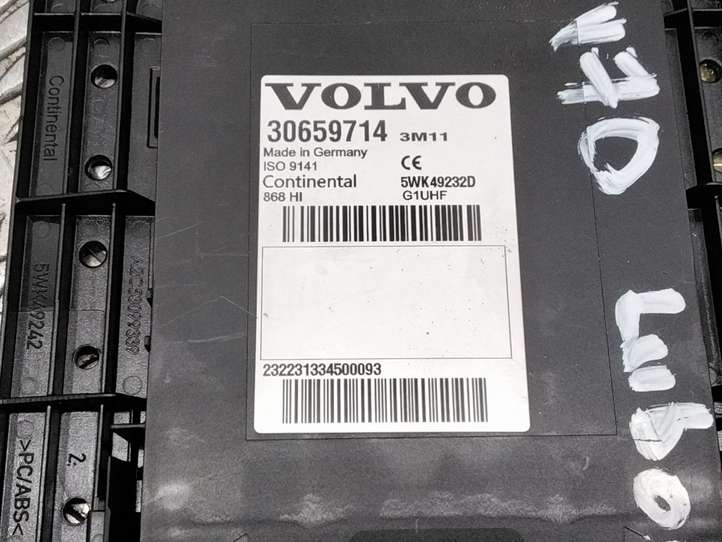 VOLVO
30659714 3M11
Made in Germany
ISO 9141 CE
Continental 5WK49232D
868 HI G1UHF
232231334500093
Continental
5WK49242
>PC/ABS<
2.